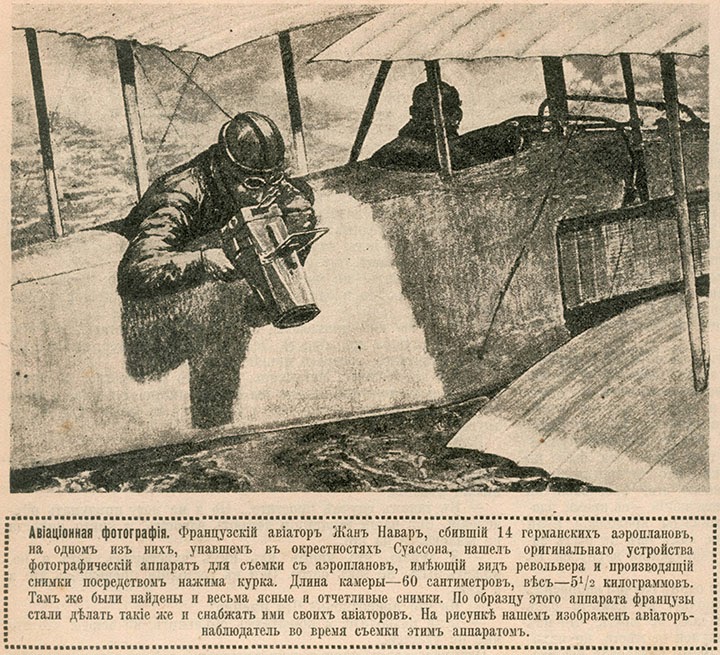 Авіаціонная фотографія. Французскій авіаторъ Жанъ Наваръ, сбившій 14 германскихъ аэроплановъ,
на одномъ изъ нихъ, упавшемъ въ окрестностяхъ Суассона, нашелъ оригинальнаго устройства
фотографическій аппаратъ для съемки съ аэроплановъ, имѣющій видъ револьвера и производящій
снимки посредствомъ нажима курка. Длина камеры—60 сантиметровъ, вѣсъ—5½ килограммовъ.
Тамъ же были найдены и весьма ясные и отчетливые снимки. По образцу этого аппарата французы
стали дѣлать такіе же и снабжать ими своихъ авіаторовъ. На рисункѣ нашемъ изображенъ авіаторъ-
наблюдатель во время съемки этимъ аппаратомъ.